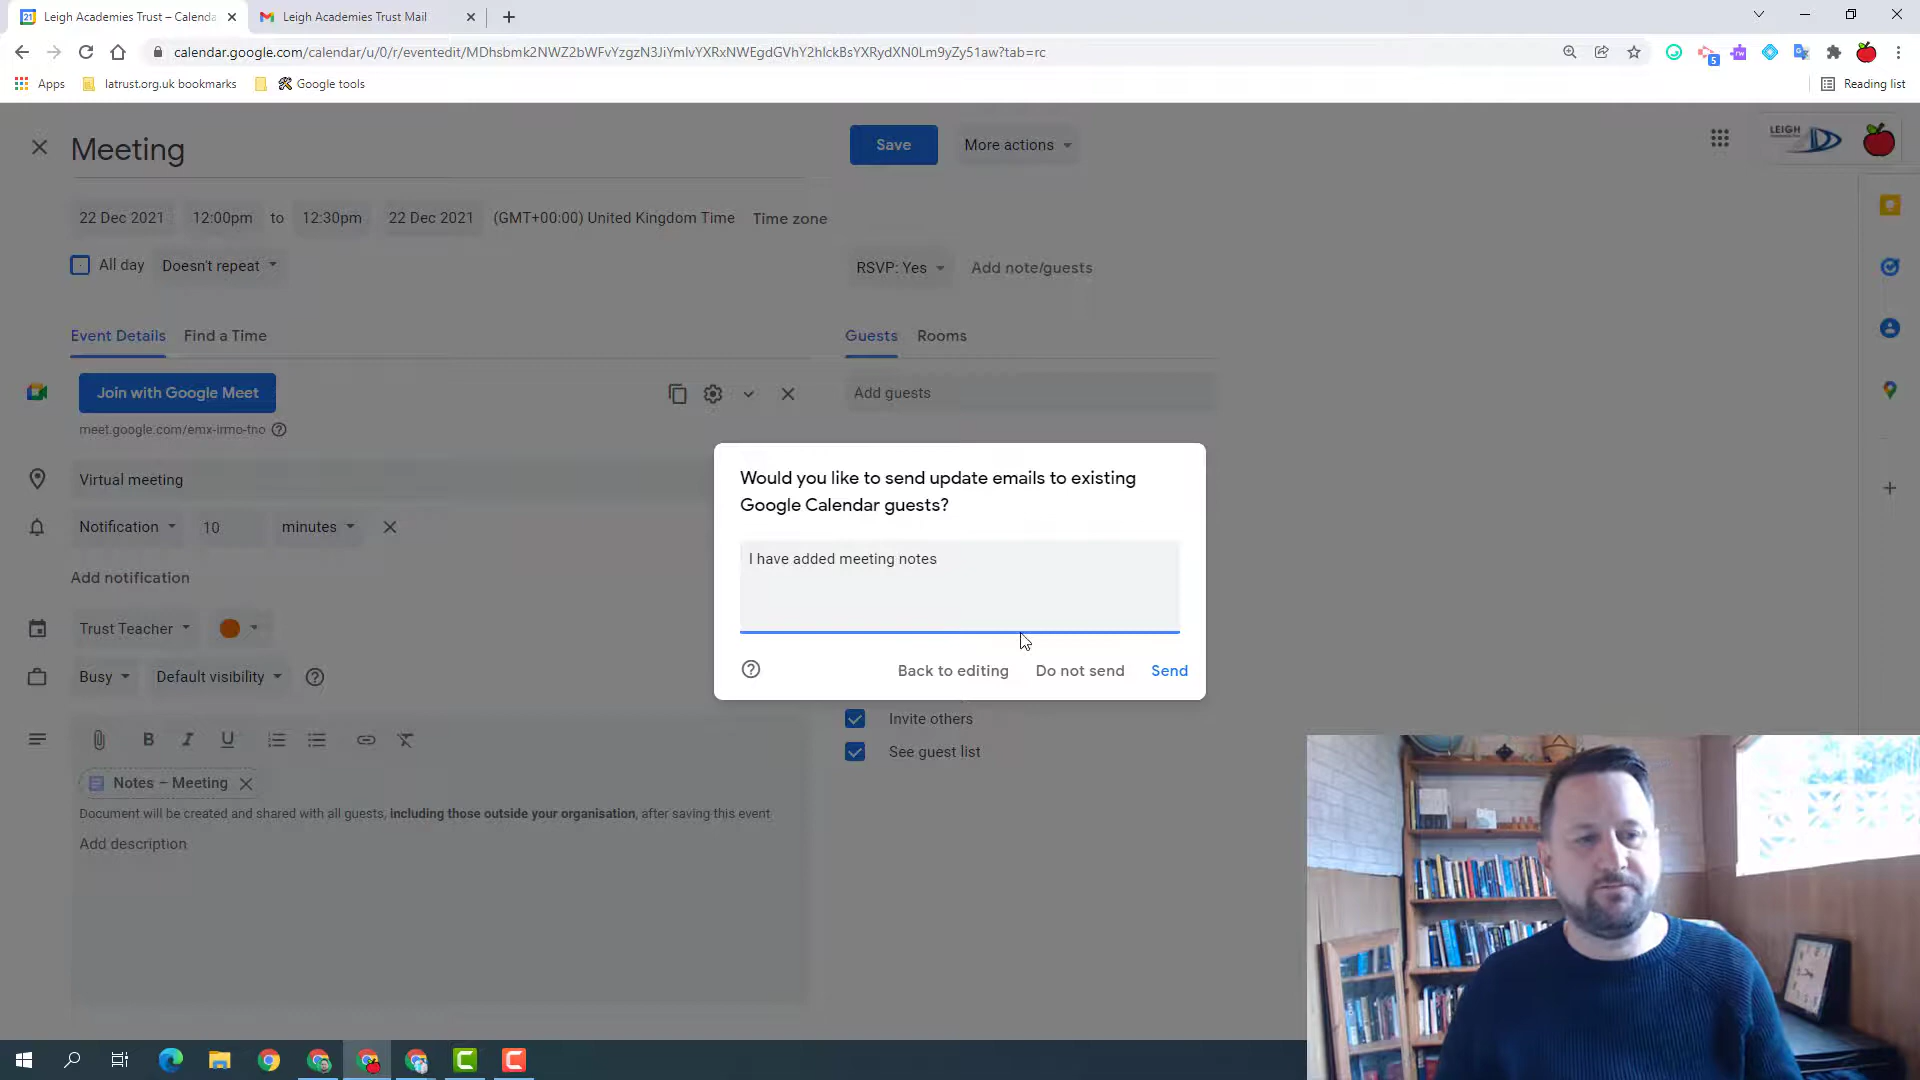 Leigh Academies Trust – Calenda
Leigh Academies Trust Mail
calendar.google.com/calendar/u/0/r/eventedit/MDhsbmk2NWZ2bWFvYzgzN3JiYmlvYXRxNWEgdGVhY2hlckBsYXRydXN0Lm9yZy51aw?tab=rc
5
rw
Apps
latrust.org.uk bookmarks
Google tools
Reading list
Meeting
Save
More actions
LEIGH
22 Dec 2021
12:00pm
to
12:30pm
22 Dec 2021
(GMT+00:00) United Kingdom Time
Time zone
All day
Doesn't repeat
RSVP: Yes
Add note/guests
Event Details
Find a Time
Guests
Rooms
Join with Google Meet
Add guests
meet.google.com/emx-irmo-tno
Virtual meeting
Would you like to send update emails to existing
Google Calendar guests?
Notification
10
minutes
I have added meeting notes
Add notification
Trust Teacher
Back to editing
Do not send
Send
Busy
Default visibility
Invite others
See guest list
Notes – Meeting
Document will be created and shared with all guests, including those outside your organisation, after saving this event
Add description